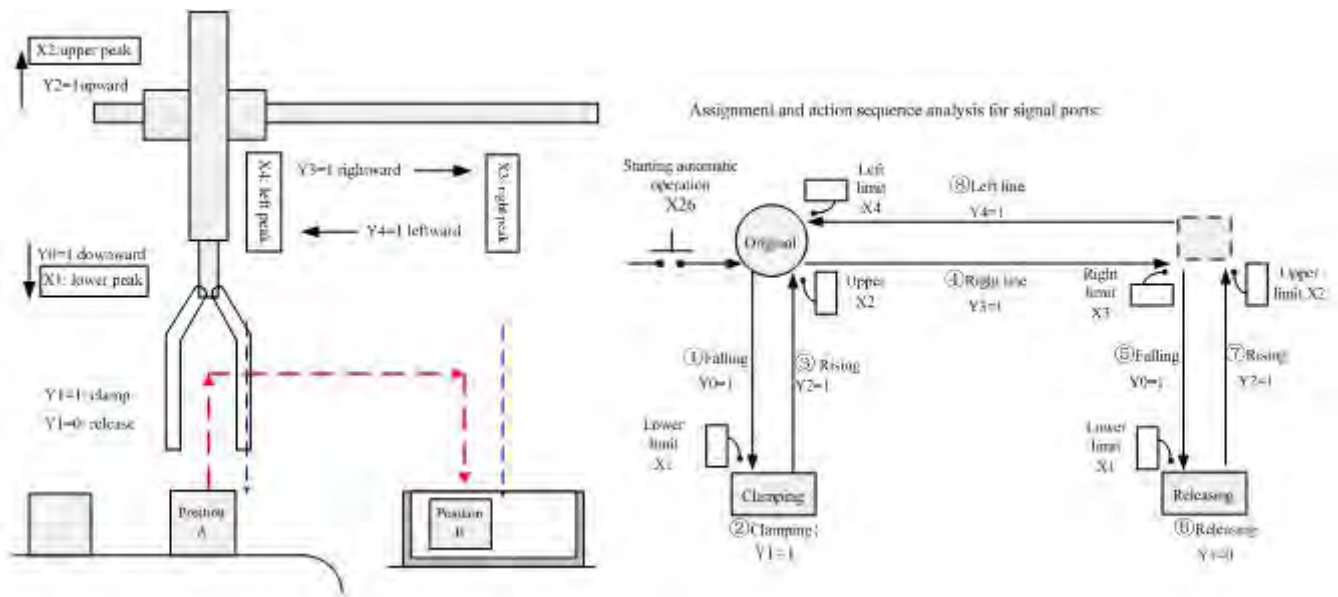 X2:upper peak
Y2=1upward
X4: left peak
Y3=1 rightward
X3: right peak
Y4=1 leftward
Y0=1 downward
X1: lower peak
Y1=1: clamp
Y1=0: release
Position
A
Position
B
Assignment and action sequence analysis for signal ports:
Starting automatic
operation
X26
Left
limit
X4
⑧Left line
Y4=1
Original
Upper
X2
④Right line
Y3=1
Right
limit
X3
Upper
limit X2
①Falling
Y0=1
③Rising
Y2=1
⑤Falling
Y0=1
⑦Rising
Y2=1
Lower
limit
X1
Lower
limit
X1
Clamping
Releasing
②Clamping:
Y1=1
⑥Releasing:
Y1=0